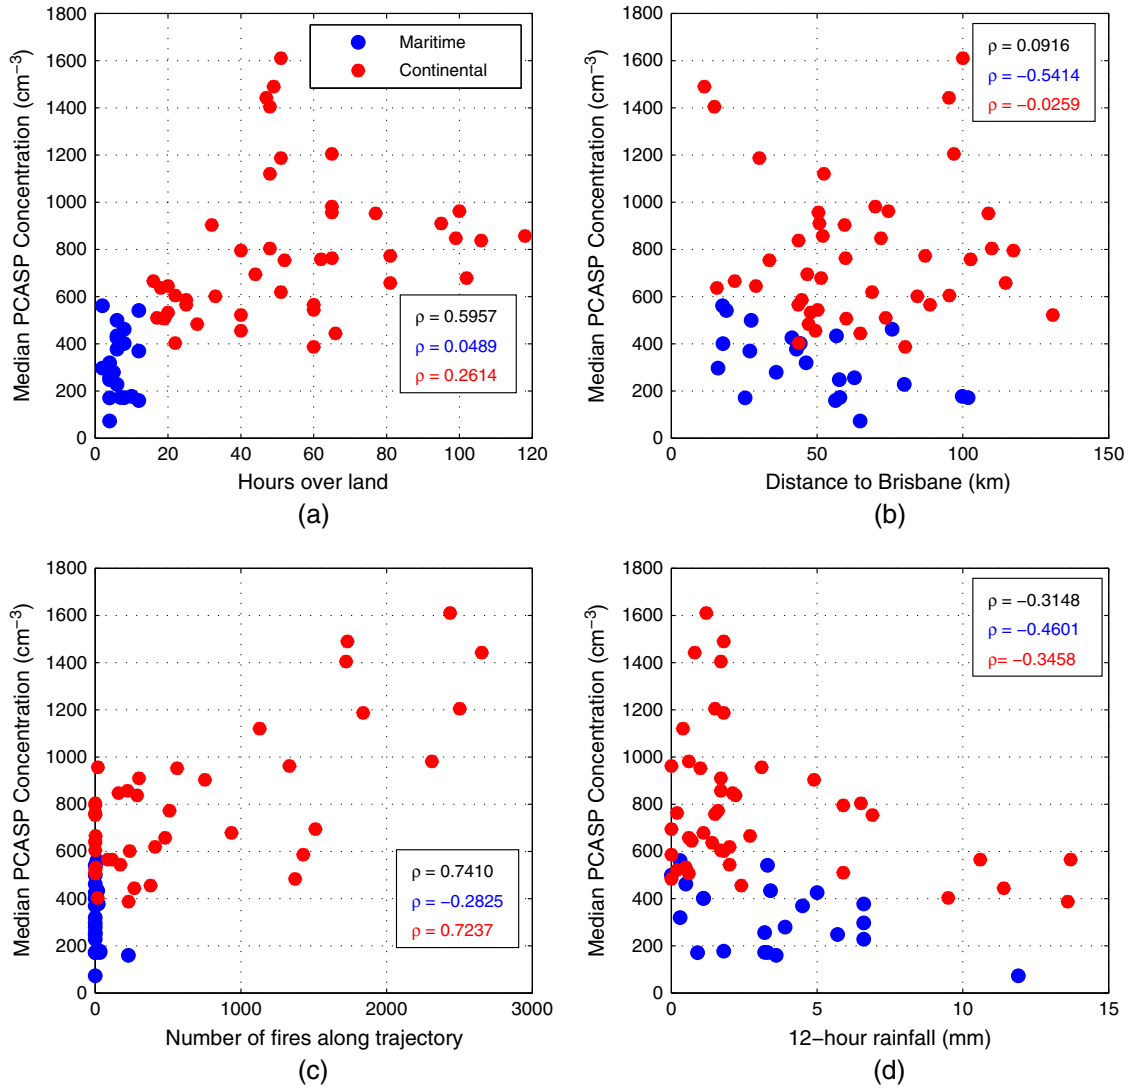 1800
1600
1400
1200
1000
800
600
400
200
0
0 20 40 60 80 100 120
Median PCASP Concentration (cm−3)
Hours over land
Maritime
Continental
ρ = 0.5957
ρ = 0.0489
ρ = 0.2614
(a)
1800
1600
1400
1200
1000
800
600
400
200
0
0 50 100 150
Median PCASP Concentration (cm−3)
Distance to Brisbane (km)
ρ = 0.0916
ρ = −0.5414
ρ = −0.0259
(b)
1800
1600
1400
1200
1000
800
600
400
200
0
0 1000 2000 3000
Median PCASP Concentration (cm−3)
Number of fires along trajectory
ρ = 0.7410
ρ = −0.2825
ρ = 0.7237
(c)
1800
1600
1400
1200
1000
800
600
400
200
0
0 5 10 15
Median PCASP Concentration (cm−3)
12−hour rainfall (mm)
ρ = −0.3148
ρ = −0.4601
ρ= −0.3458
(d)